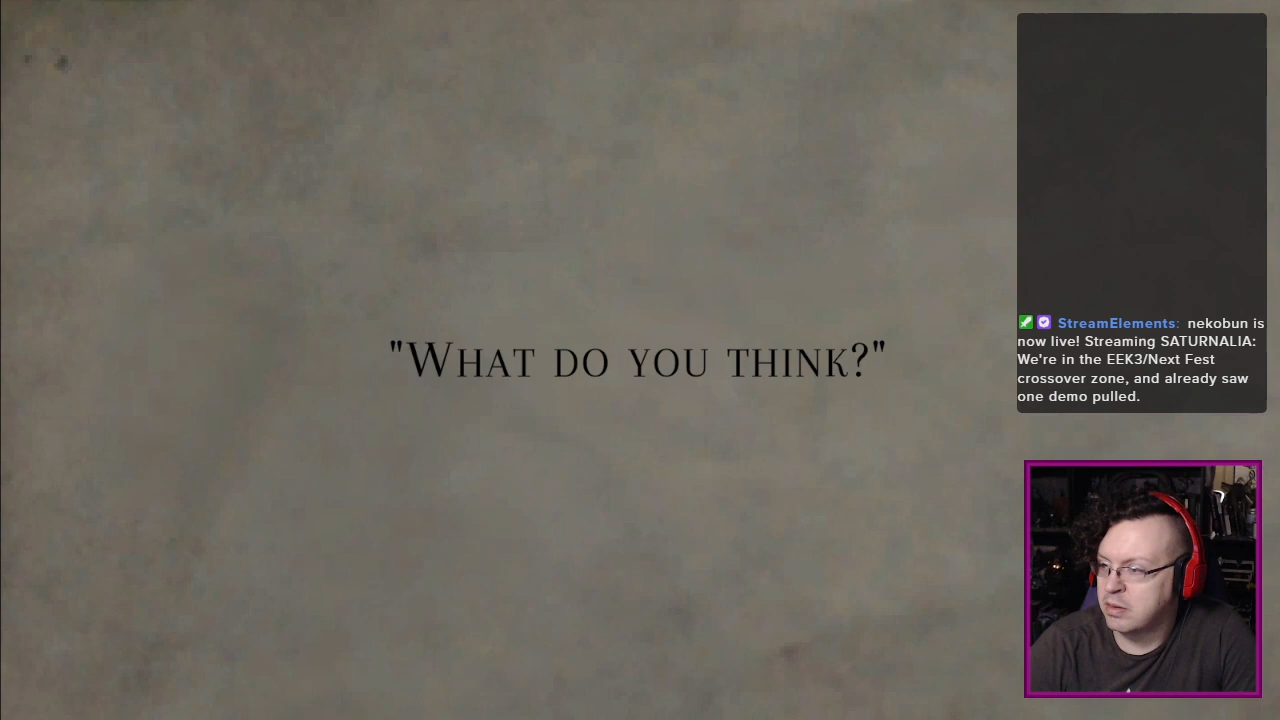 "What do you think?"
StreamElements: nekobun is
now live! Streaming SATURNALIA:
We're in the EEK3/Next Fest
crossover zone, and already saw
one demo pulled.